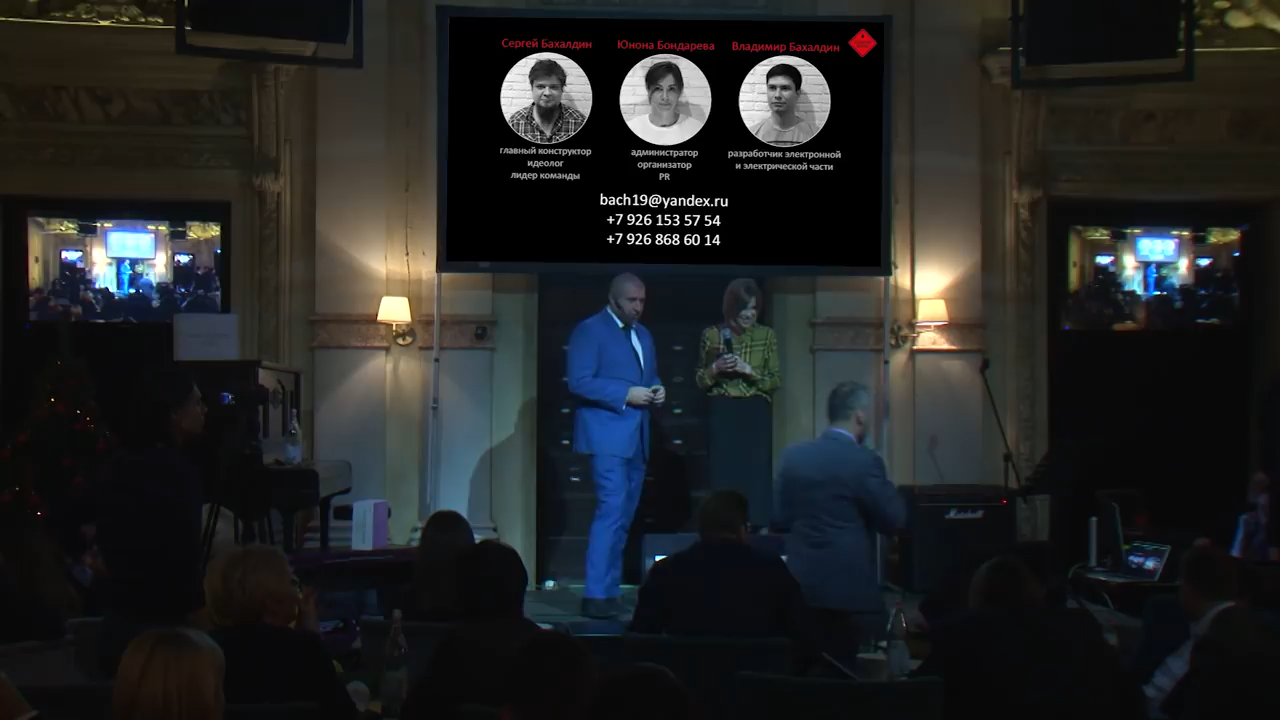 Сергей Бахалдин
Юнона Бондарева
Владимир Бахалдин
главный конструктор
идеолог
лидер команды
администратор
организатор
PR
разработчик электронной
и электрической части
bach19@yandex.ru
+7 926 153 57 54
+7 926 868 60 14
Marshall